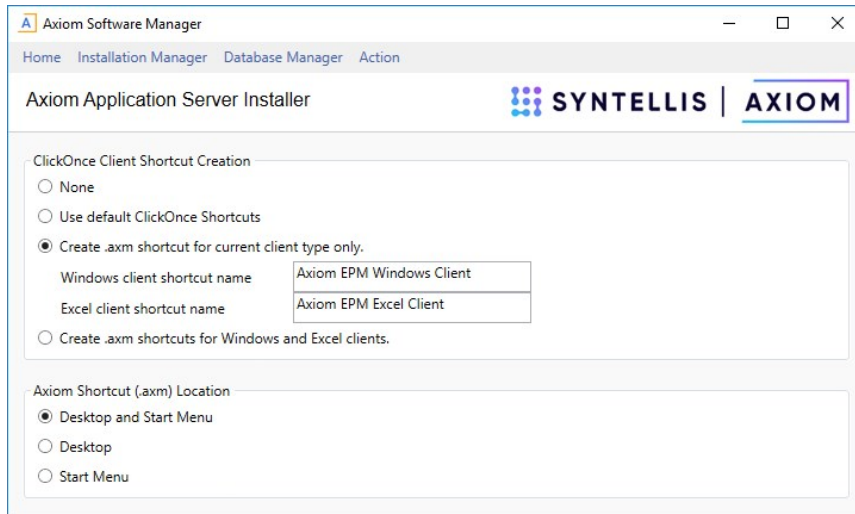 A Axiom Software Manager
Home Installation Manager Database Manager Action
Axiom Application Server Installer
SYNTELLIS | AXIOM
ClickOnce Client Shortcut Creation
None
Use default ClickOnce Shortcuts
Create .axm shortcut for current client type only.
Windows client shortcut name Axiom EPM Windows Client
Excel client shortcut name Axiom EPM Excel Client
Create .axm shortcuts for Windows and Excel clients.
Axiom Shortcut (.axm) Location
Desktop and Start Menu
Desktop
Start Menu